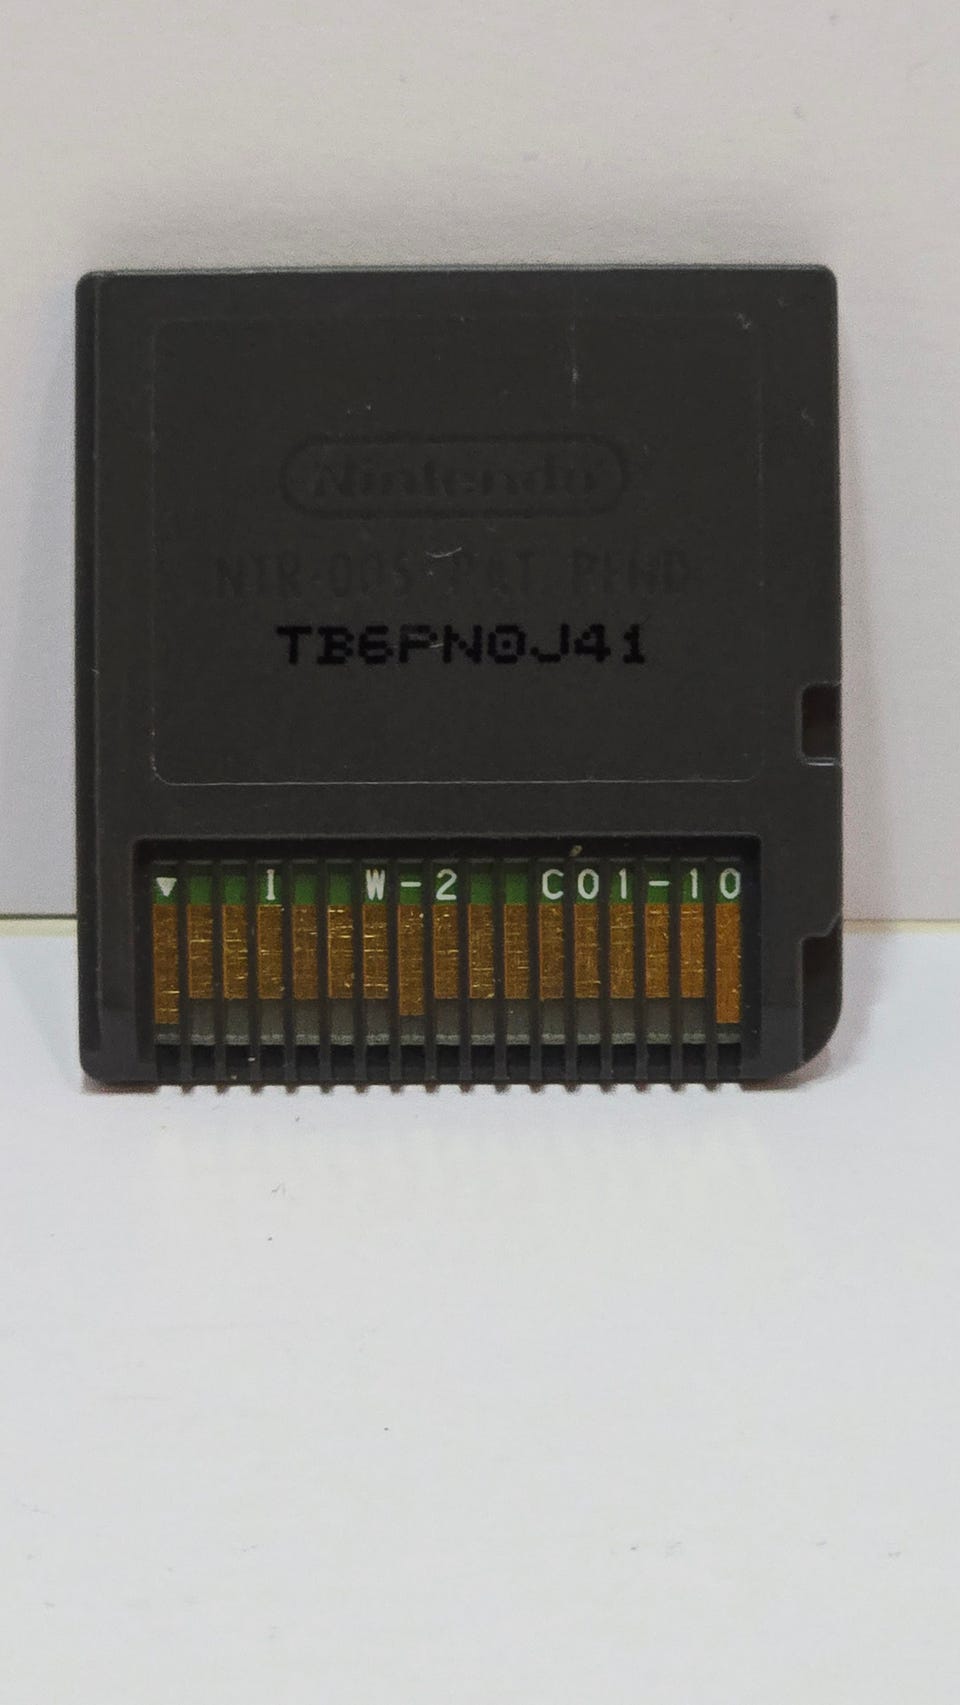 Nintendo
NTR-005 PAT PEND
TB6PN0J41
▼ I W-2 C01-10